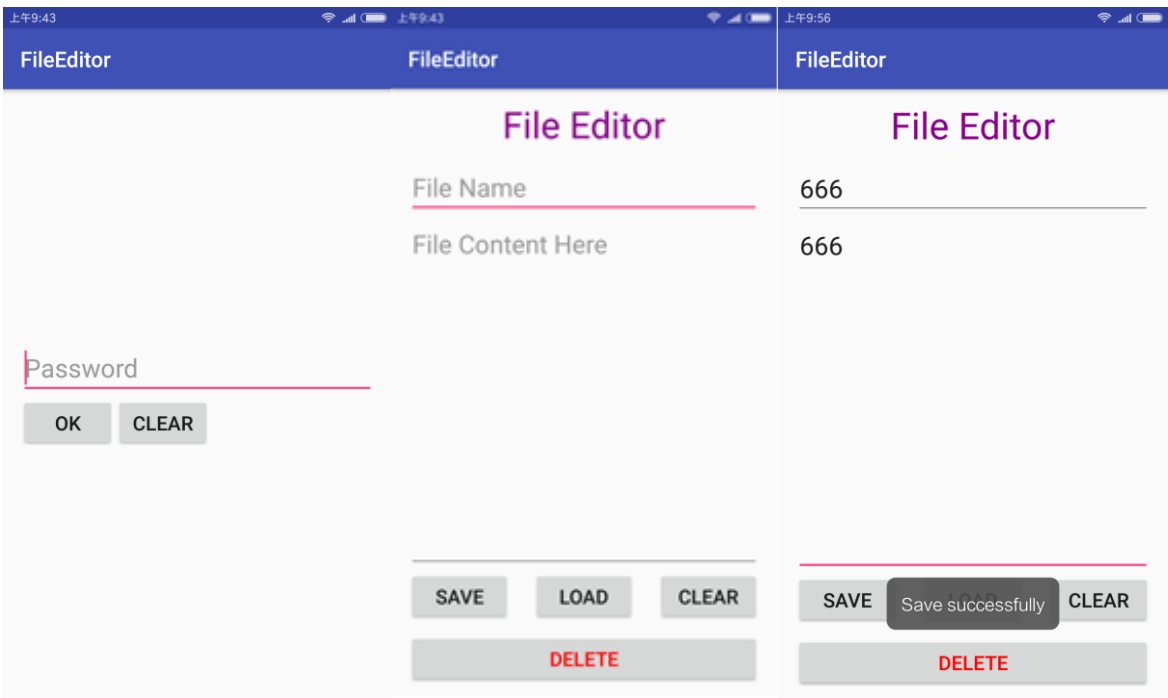 上午9:43
FileEditor
Password
OK CLEAR
上午9:43
FileEditor
File Editor
File Name
File Content Here
SAVE LOAD CLEAR
DELETE
上午9:56
FileEditor
File Editor
666
666
SAVE LOAD CLEAR
Save successfully
DELETE